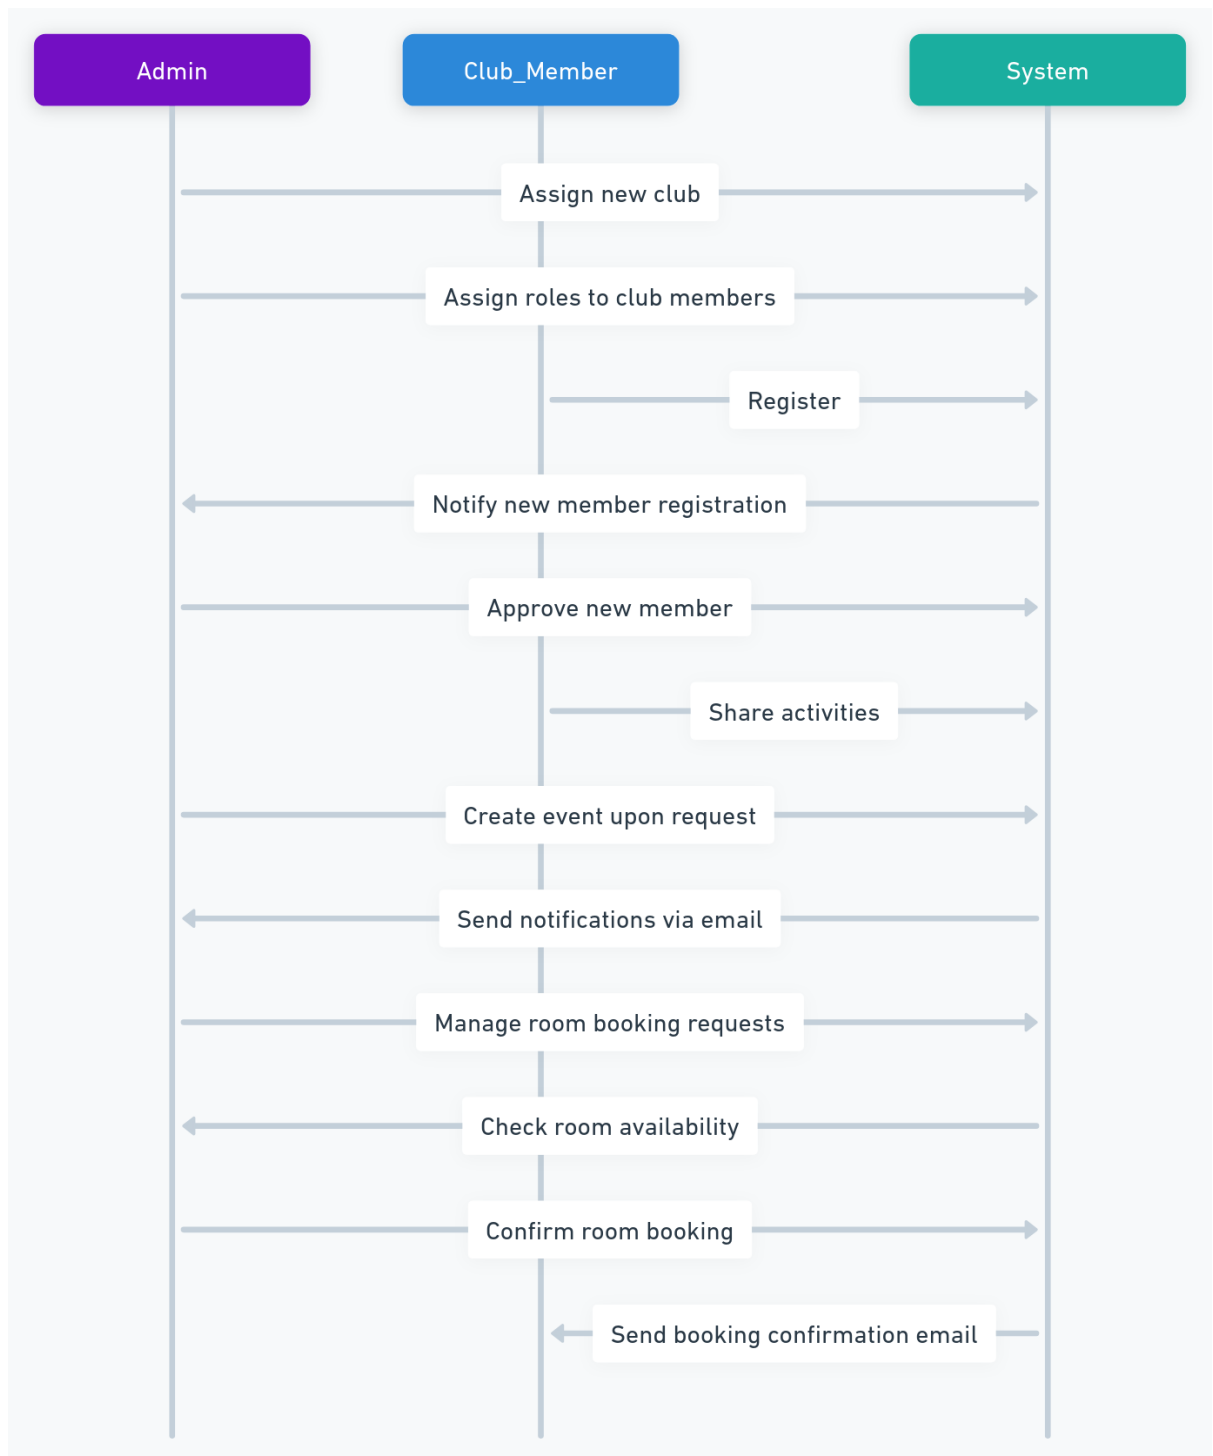 Admin
Club_Member
System
Assign new club
Assign roles to club members
Register
Notify new member registration
Approve new member
Share activities
Create event upon request
Send notifications via email
Manage room booking requests
Check room availability
Confirm room booking
Send booking confirmation email